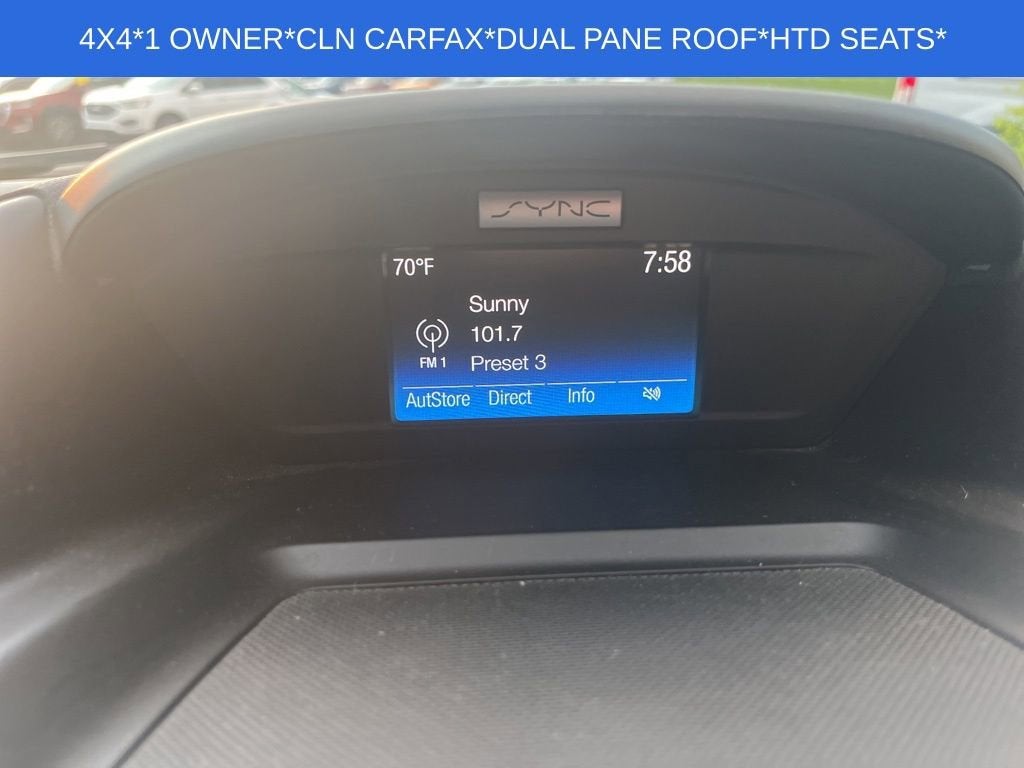 4X4*1 OWNER*CLN CARFAX*DUAL PANE ROOF*HTD SEATS*
SYNC
70°F 7:58
Sunny
101.7
FM 1 Preset 3
AutStore Direct Info